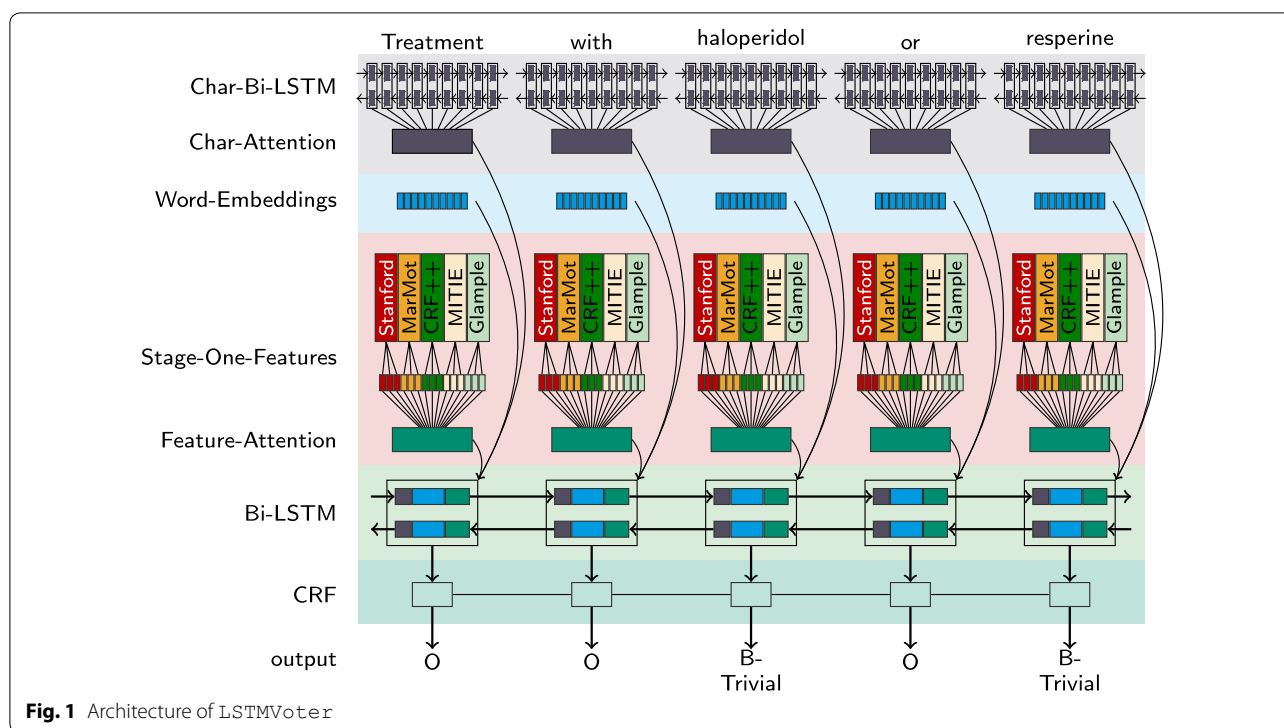 Treatment with haloperidol or resperine
Char-Bi-LSTM
Char-Attention
Word-Embeddings
Stanford MarMot CRF++ MITIE Glample Stanford MarMot CRF++ MITIE Glample Stanford MarMot CRF++ MITIE Glample Stanford MarMot CRF++ MITIE Glample Stanford MarMot CRF++ MITIE Glample
Stage-One-Features
Feature-Attention
Bi-LSTM
CRF
output O O B- O B-
Trivial Trivial
Fig. 1 Architecture of LSTMVoter